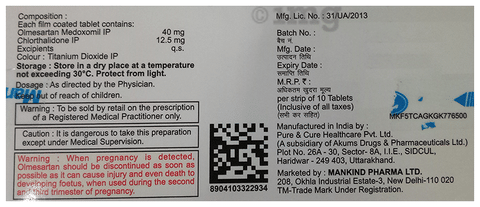 Composition :
Each film coated tablet contains:
Olmesartan Medoxomil IP 40 mg
Chlorthalidone IP 12.5 mg
Excipients q.s.
Colour : Titanium Dioxide IP
Storage : Store in a dry place at a temperature
not exceeding 30°C. Protect from light.
Dosage : As directed by the Physician.
out of reach of children.
Warning : To be sold by retail on the prescription
of a Registered Medical Practitioner only.
Caution : It is dangerous to take this preparation
except under Medical Supervision.
Warning : When pregnancy is detected,
Olmesartan should be discontinued as soon as
possible as it can cause injury and even death to
developing foetus, when used during the second
and third trimester of pregnancy.
8904103322934
Mfg. Lic. No. : 31/UA/2013
Batch No. :
बैच नं.
Mfg. Date :
उत्पादन तिथि
Expiry Date :
समाप्ति तिथि
M.R.P. ₹ :
अधिकतम खुदरा मूल्य
per strip of 10 Tablets
(Inclusive of all taxes)
(सभी कर सहित)
MKF5TCAGKGK776500
Manufactured in India by :
Pure & Cure Healthcare Pvt. Ltd.
(A subsidiary of Akums Drugs & Pharmaceuticals Ltd.)
Plot No. 26A - 30, Sector-8A, I.I.E., SIDCUL,
Haridwar - 249 403, Uttarakhand.
Marketed by : MANKIND PHARMA LTD.
208, Okhla Industrial Estate-3, New Delhi-110 020
TM-Trade Mark Under Registration.